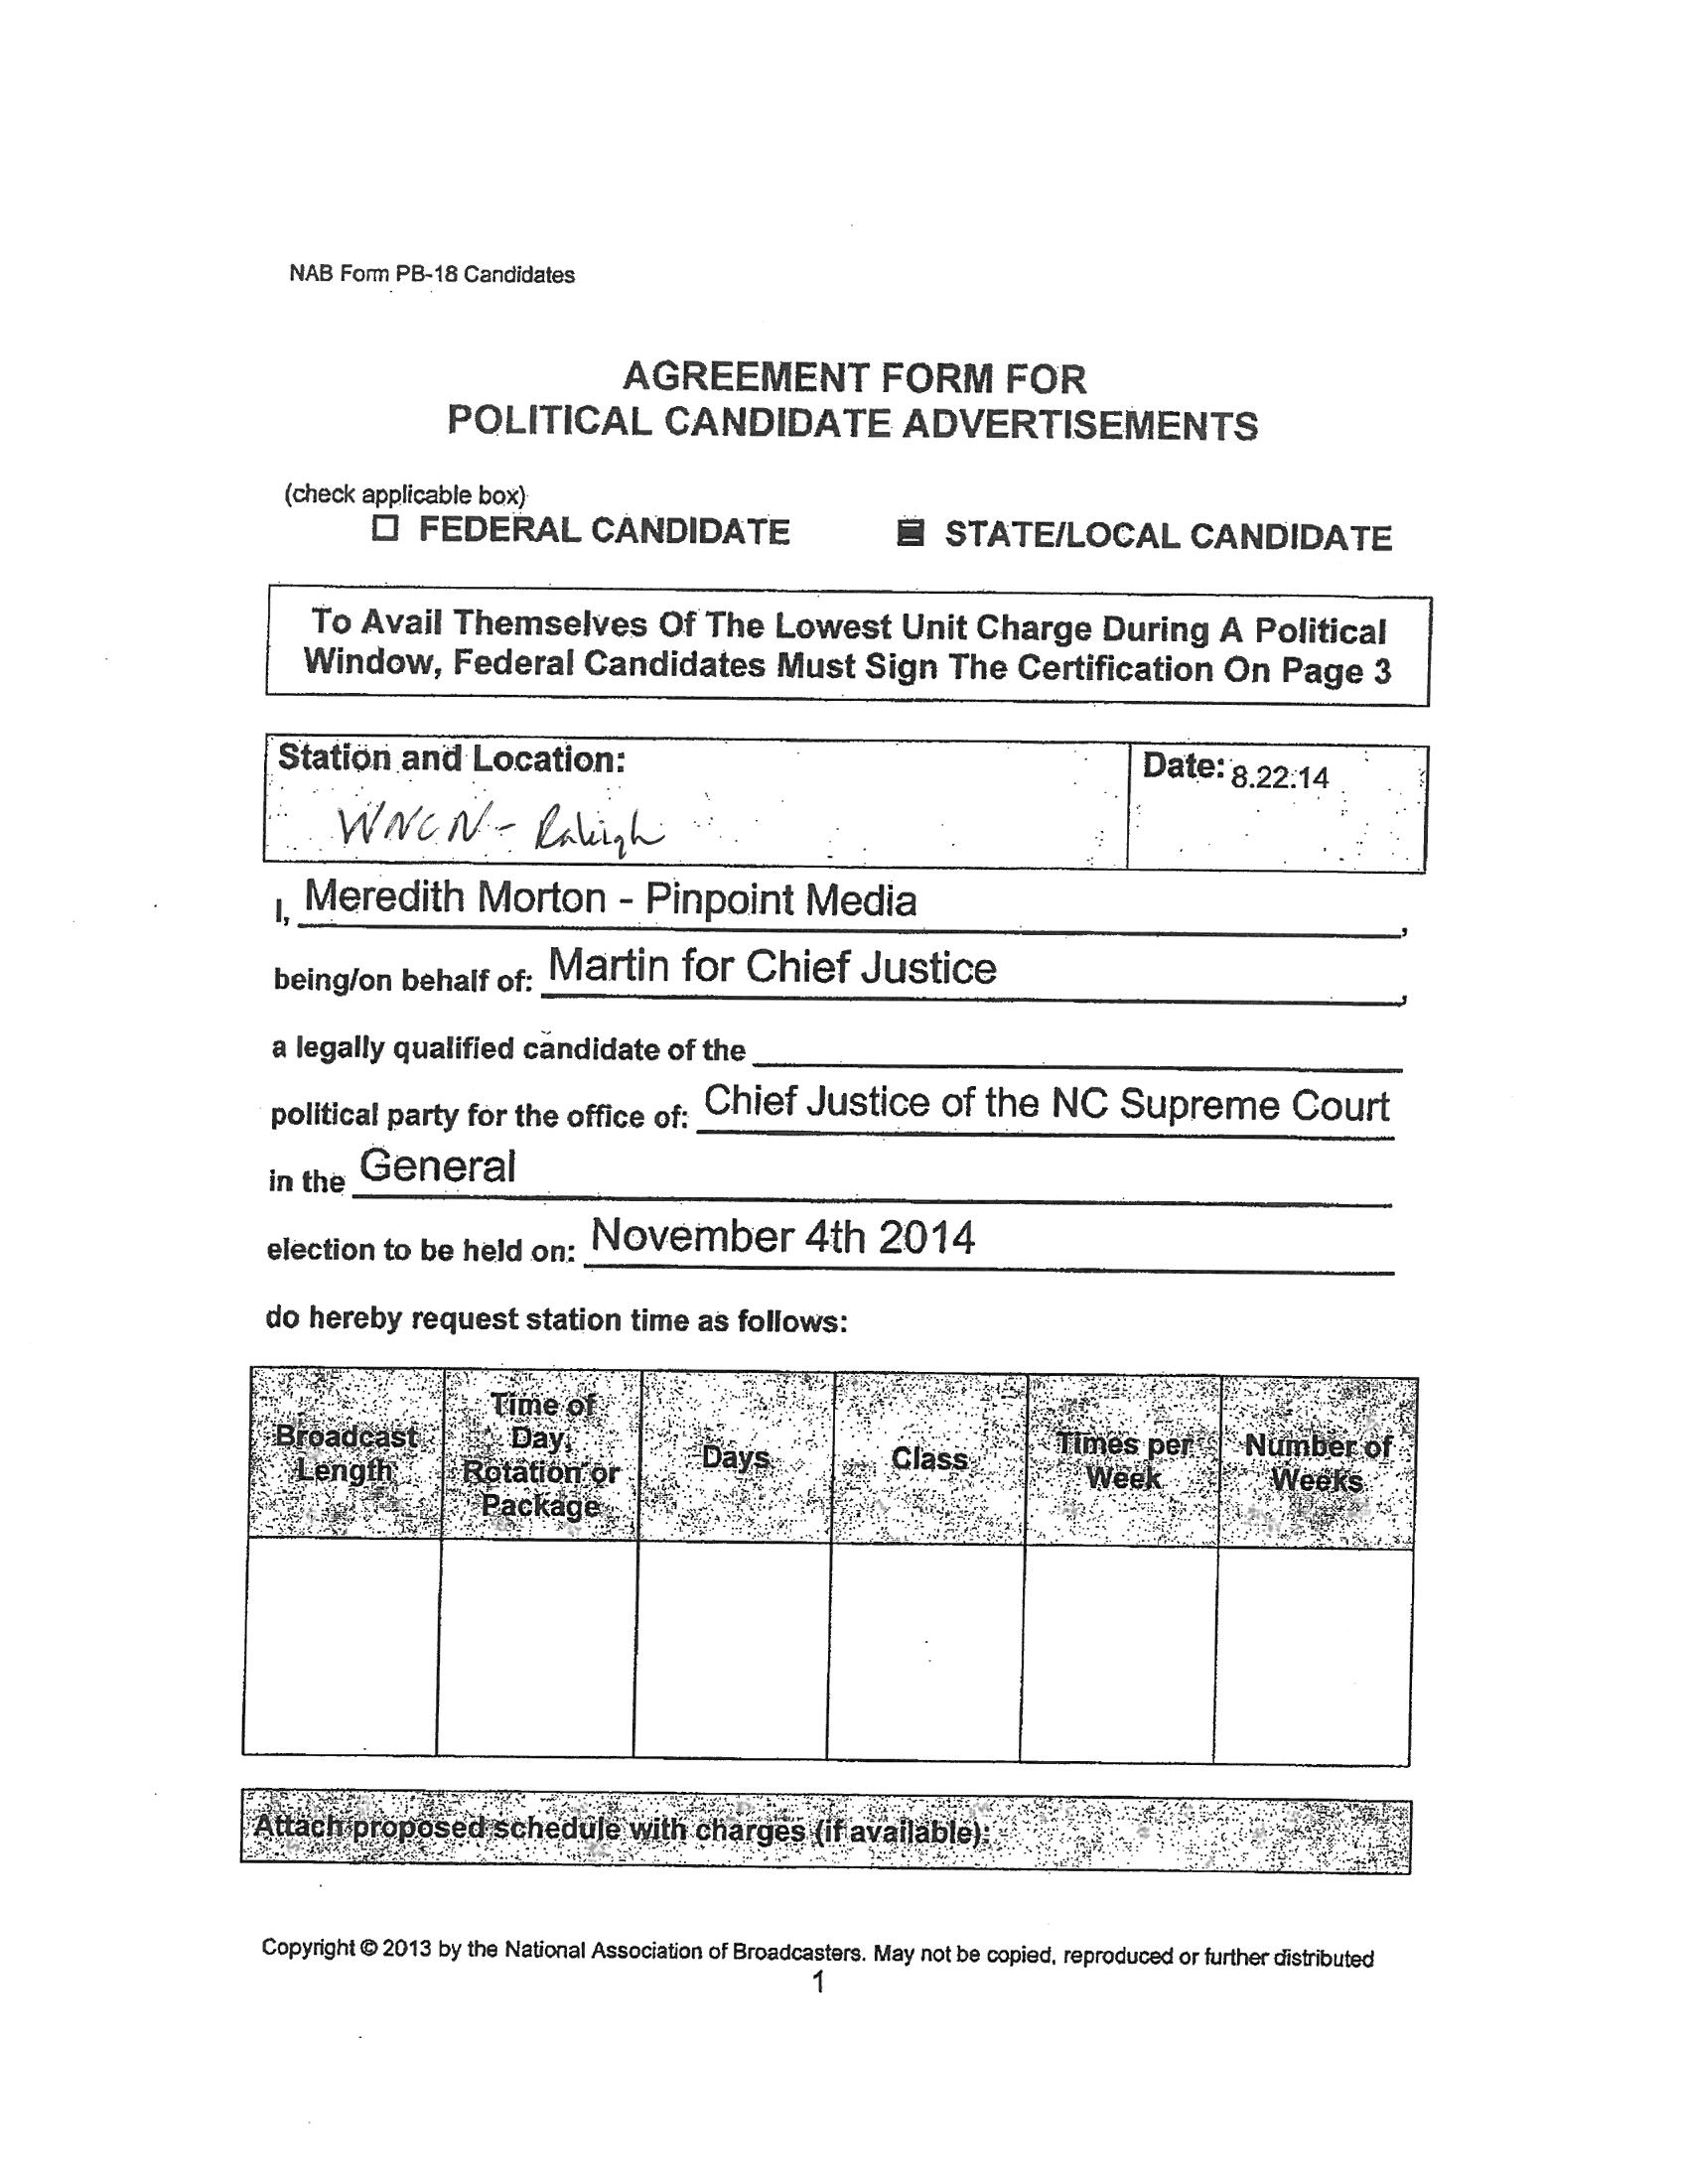 NAB Form PB-18 Candidates
AGREEMENT FORM FOR
POLITICAL CANDIDATE ADVERTISEMENTS
(check applicable box)
☐ FEDERAL CANDIDATE STATE/LOCAL CANDIDATE
To Avail Themselves Of The Lowest Unit Charge During A Political
Window, Federal Candidates Must Sign The Certification On Page 3
Station and Location:
WNCN - Raleigh
Date: 8.22.14
I, Meredith Morton - Pinpoint Media,
being/on behalf of: Martin for Chief Justice,
a legally qualified candidate of the
political party for the office of: Chief Justice of the NC Supreme Court
in the General
election to be held on: November 4th 2014
do hereby request station time as follows:
Broadcast
Length
Time of
Day,
Rotation or
Package
Days
Class
Times per
Week
Number of
Weeks
Attach proposed schedule with charges (if available):
Copyright © 2013 by the National Association of Broadcasters. May not be copied, reproduced or further distributed
1